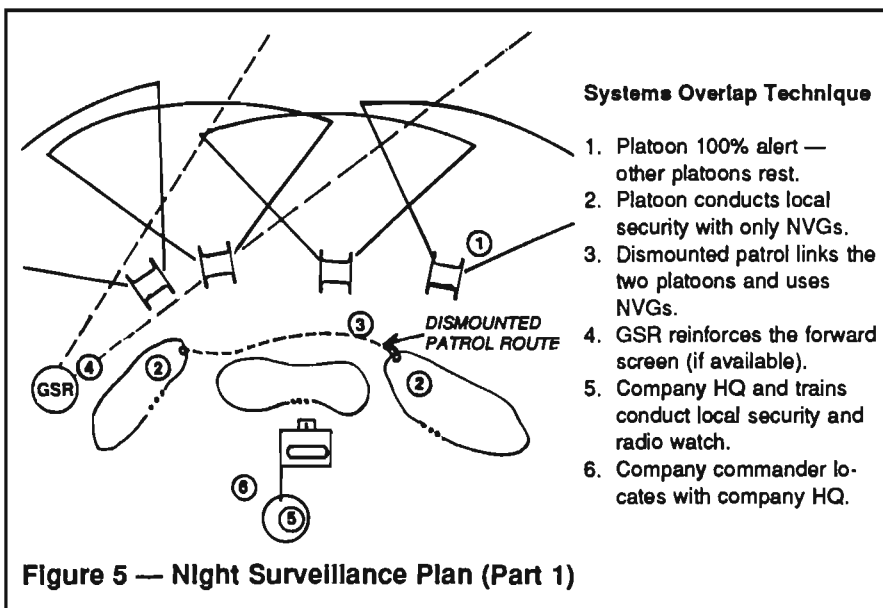 Systems Overlap Technique
1. Platoon 100% alert —
other platoons rest.
2. Platoon conducts local
security with only NVGs.
3. Dismounted patrol links the
two platoons and uses
NVGs.
4. GSR reinforces the forward
screen (if available).
5. Company HQ and trains
conduct local security and
radio watch.
6. Company commander lo-
cates with company HQ.
1
3
DISMOUNTED
PATROL ROUTE
4
GSR
2
2
6
5
Figure 5 — Night Surveillance Plan (Part 1)